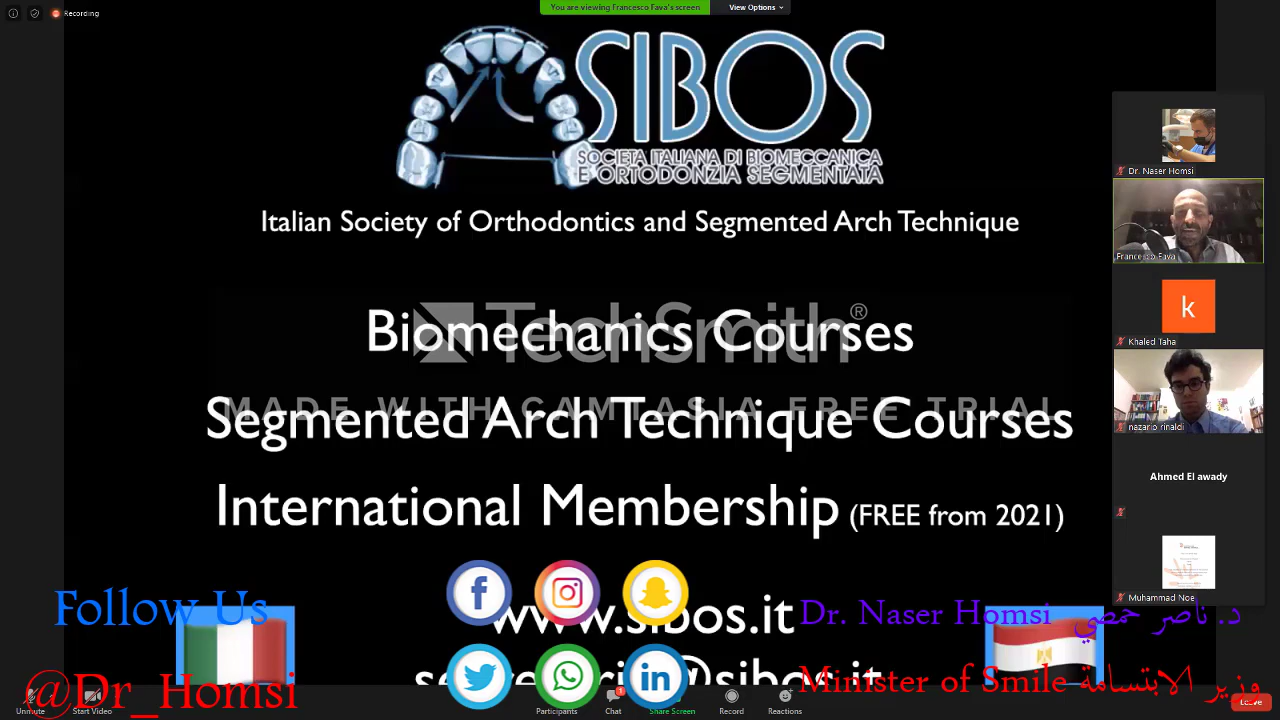 Recording
You are viewing Francesco Fava's screen
View Options
SIBOS
SOCIETÀ ITALIANA DI BIOMECCANICA
E ORTODONZIA SEGMENTATA
Italian Society of Orthodontics and Segmented Arch Technique
TechSmith®
Biomechanics Courses
MADE WITH CAMTASIA FREE TRIAL
Segmented Arch Technique Courses
International Membership (FREE from 2021)
www.sibos.it
@sibos.it
Dr. Naser Homsi
Francesco Fava
k
Khaled Taha
nazario rinaldi
Ahmed El awady
Muhammad Noe
Follow Us
Dr. Naser Homsi د. ناصر حمصي
@Dr_Homsi
Minister of Smile وزير الابتسامة
Unmute
Start Video
Participants
Chat
1
Share Screen
Record
Reactions
Leave